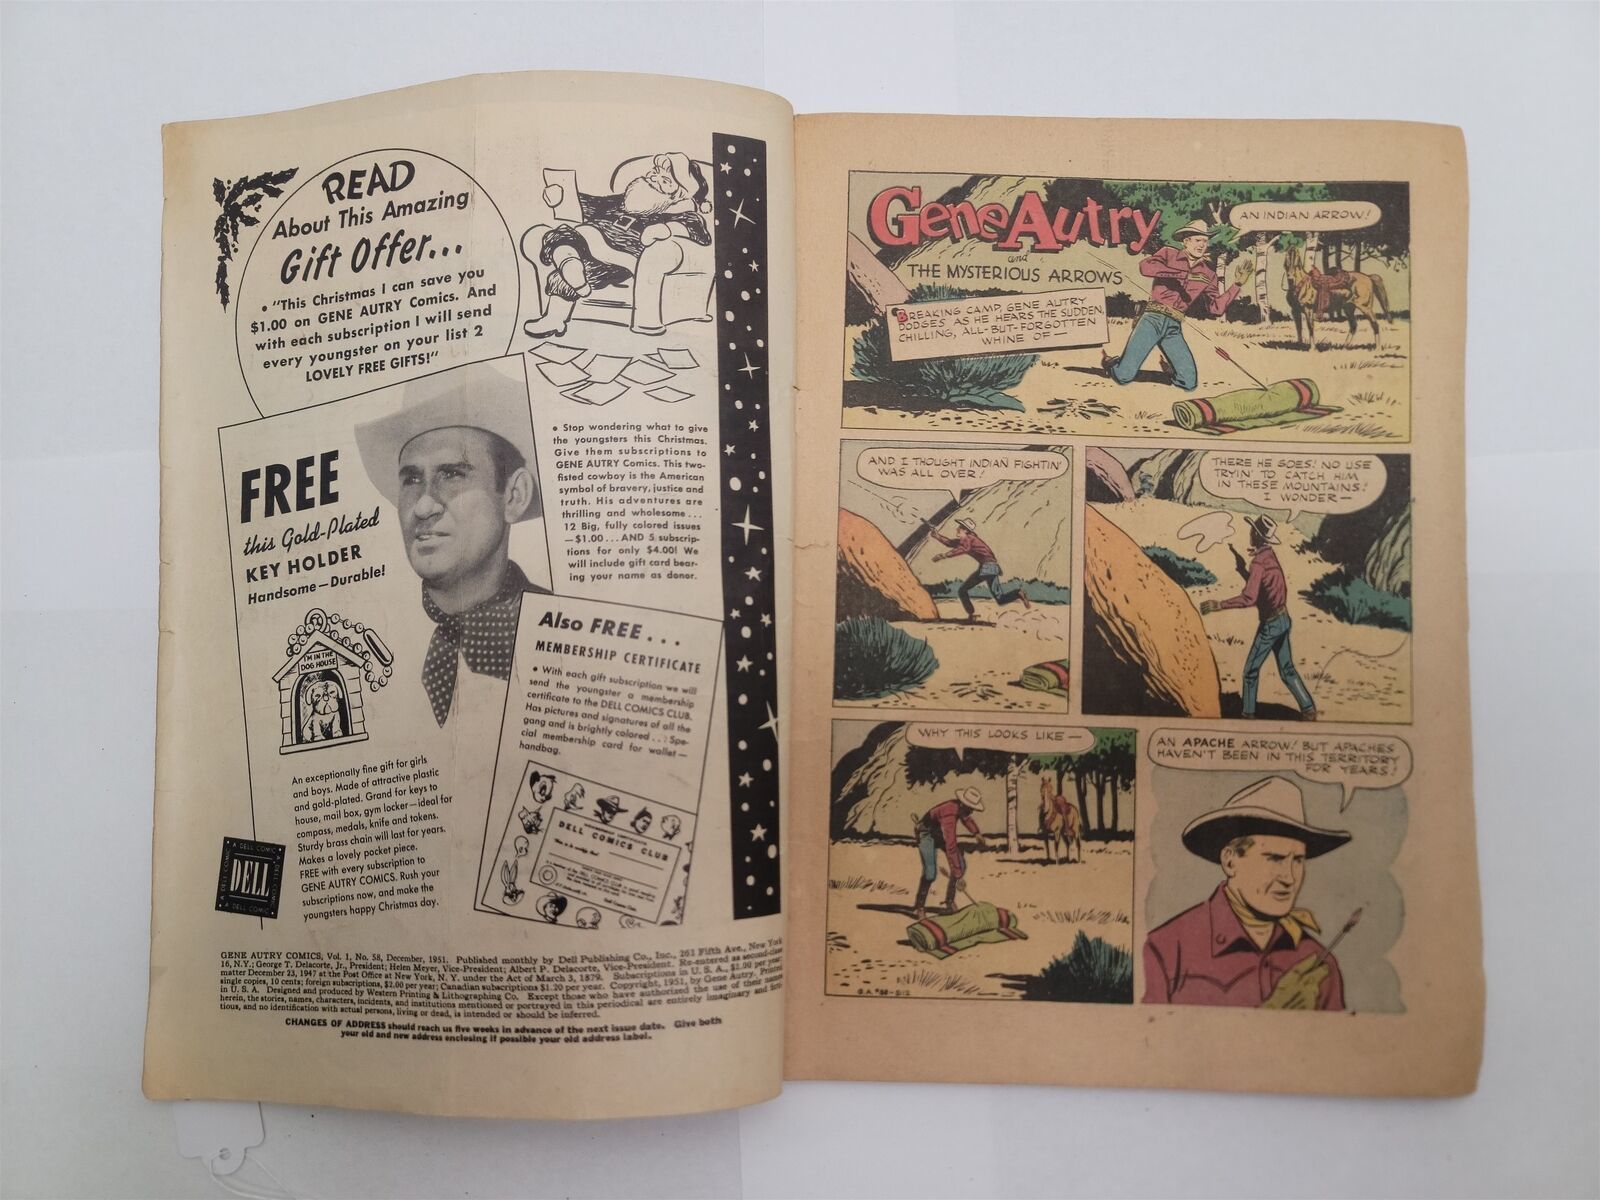 READ
About This Amazing
Gift Offer...
• "This Christmas I can save you
$1.00 on GENE AUTRY Comics. And
with each subscription I will send
every youngster on your list 2
LOVELY FREE GIFTS!"
• Stop wondering what to give
the youngsters this Christmas.
Give them subscriptions to
GENE AUTRY Comics. This two-
fisted cowboy is the American
symbol of bravery, justice and
truth. His adventures are
thrilling and wholesome...
12 Big, fully colored issues
—$1.00...AND 5 subscrip-
tions for only $4.00! We
will include gift card bear-
ing your name as donor.
FREE
this Gold-Plated
KEY HOLDER
Handsome—Durable!
I'M IN THE
DOG HOUSE
An exceptionally fine gift for girls
and boys. Made of attractive plastic
and gold-plated. Grand for keys to
house, mail box, gym locker—ideal for
compass, medals, knife and tokens.
Sturdy brass chain will last for years.
Makes a lovely pocket piece.
FREE with every subscription to
GENE AUTRY COMICS. Rush your
subscriptions now, and make the
youngsters happy Christmas day.
Also FREE...
MEMBERSHIP CERTIFICATE
• With each gift subscription we will
send the youngster a membership
certificate to the DELL COMICS CLUB.
Has pictures and signatures of all the
gang and is brightly colored... Spe-
cial membership card for wallet—
handbag.
DELL COMICS CLUB
A DELL COMIC
A DELL COMIC
DELL
A DELL COMIC
A DELL COMIC
GENE AUTRY COMICS, Vol. 1, No. 58, December, 1951. Published monthly by Dell Publishing Co., Inc., 261 Fifth Ave., New York
16, N.Y.; George T. Delacorte, Jr., President; Helen Meyer, Vice-President; Albert P. Delacorte, Vice-President. Re-entered as second-class
matter December 23, 1947 at the Post Office at New York, N. Y. under the Act of March 3, 1879. Subscriptions in U. S. A., $1.00 per year;
single copies, 10 cents; foreign subscriptions, $2.00 per year; Canadian subscriptions $1.20 per year. Copyright, 1951, by Gene Autry. Printed
in U. S. A. Designed and produced by Western Printing & Lithographing Co. Except those who have authorized the use of their names
herein, the stories, names, characters, incidents, and institutions mentioned or portrayed in this periodical are entirely imaginary and ficti-
tious, and no identification with actual persons, living or dead, is intended or should be inferred.
CHANGES OF ADDRESS should reach us five weeks in advance of the next issue date. Give both
your old and new address enclosing if possible your old address label.
Gene Autry
and
THE MYSTERIOUS ARROWS
BREAKING CAMP, GENE AUTRY
DODGES AS HE HEARS THE SUDDEN,
CHILLING, ALL-BUT-FORGOTTEN
WHINE OF—
AN INDIAN ARROW!
AND I THOUGHT INDIAN FIGHTIN'
WAS ALL OVER!
THERE HE GOES! NO USE
TRYIN' TO CATCH HIM
IN THESE MOUNTAINS!
I WONDER—
WHY THIS LOOKS LIKE—
G.A. #58-5112
AN APACHE ARROW! BUT APACHES
HAVEN'T BEEN IN THIS TERRITORY
FOR YEARS!